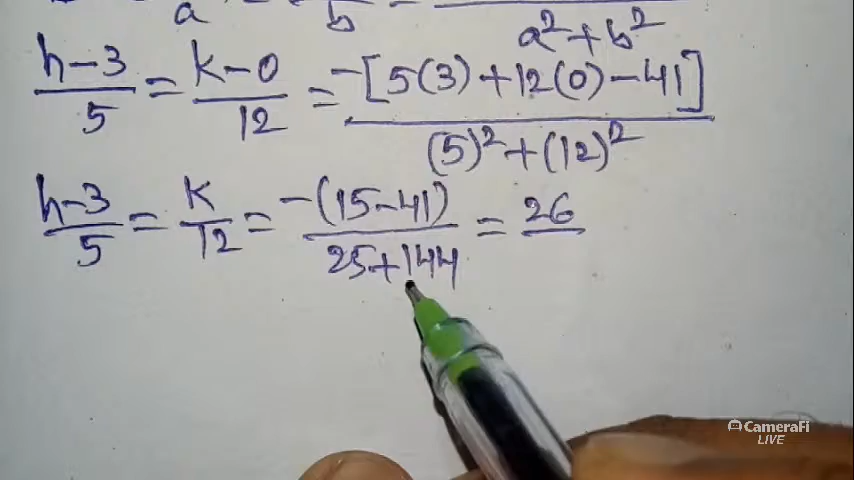 a b = a²+b²
h-3/5 = k-0/12 = -[5(3)+12(0)-41]/(5)²+(12)²
h-3/5 = k/12 = -(15-41)/25+144 = 26/
CameraFi
LIVE